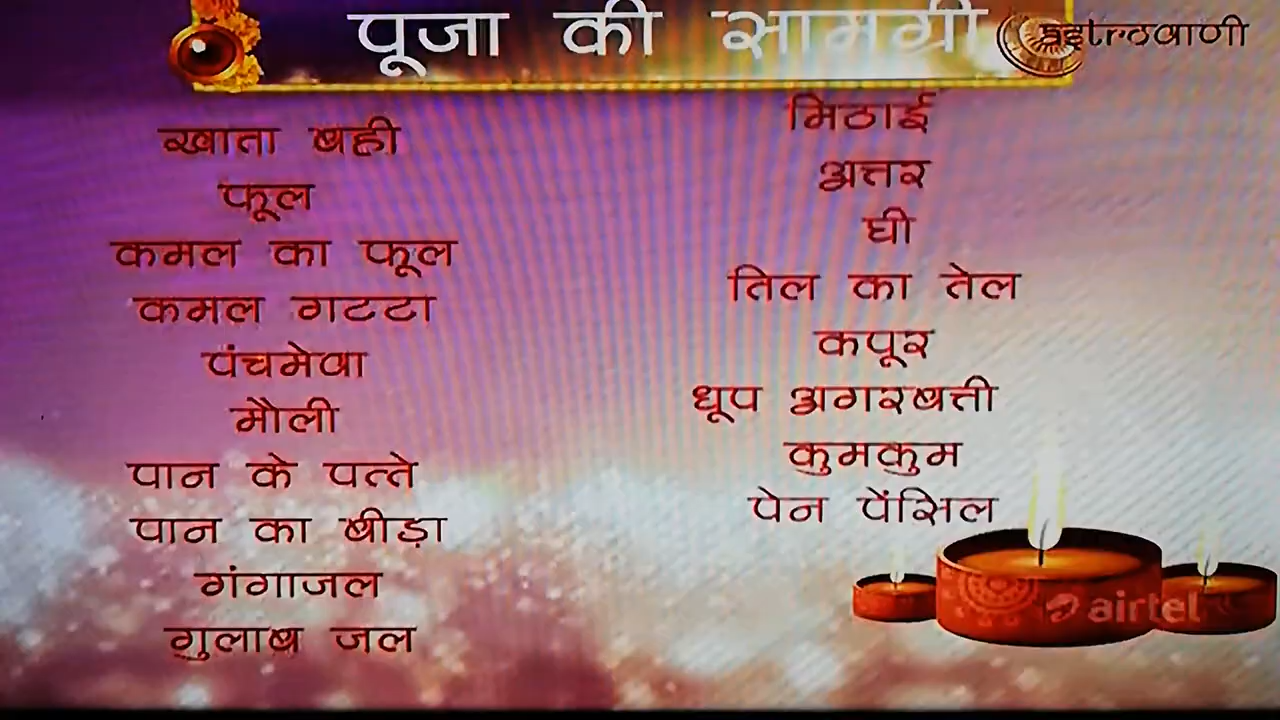 पूजा की सामग्री
astroवाणी
खाता बही
फूल
कमल का फूल
कमल गटटा
पंचमेवा
मौली
पान के पत्ते
पान का बीड़ा
गंगाजल
गुलाब जल
मिठाई
अत्तर
घी
तिल का तेल
कपूर
धूप अगरबत्ती
कुमकुम
पेन पेंसिल
airtel